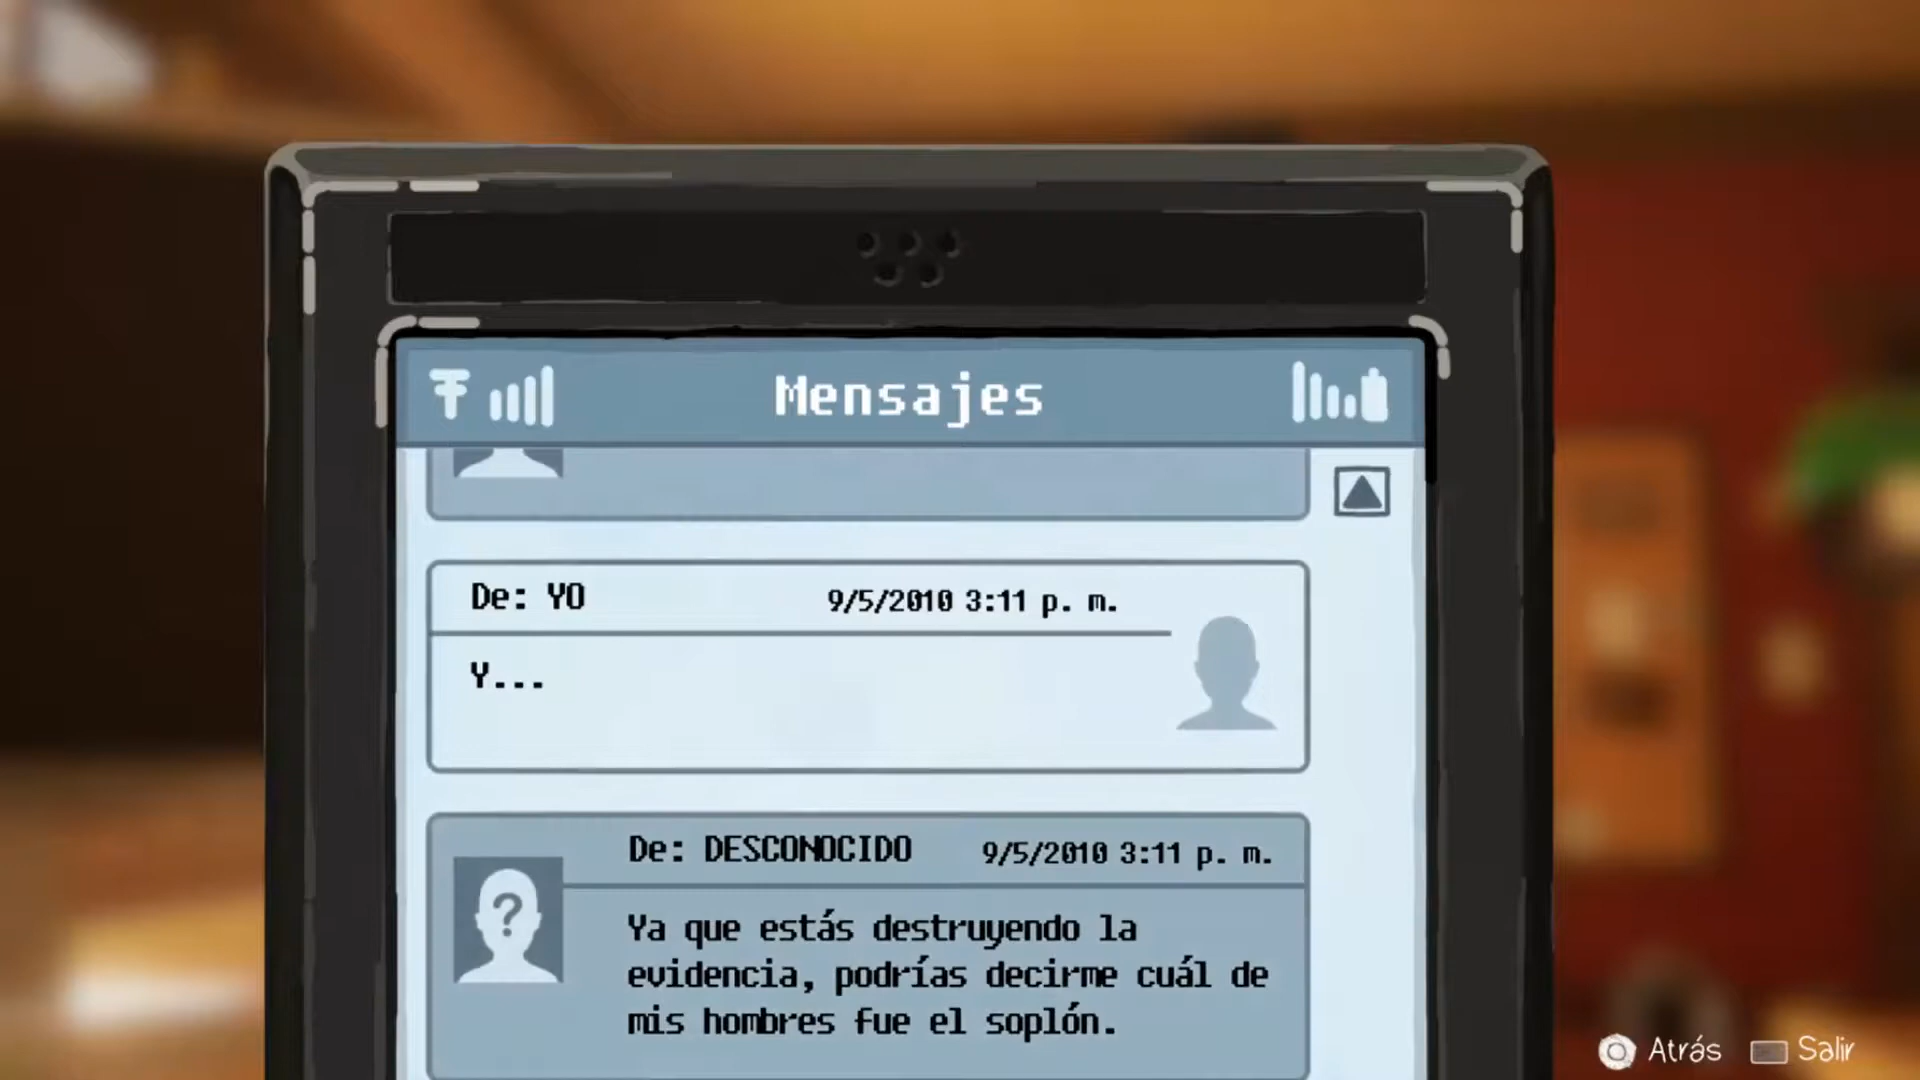 Mensajes
De: YO 9/5/2010 3:11 p. m.
Y...
De: DESCONOCIDO 9/5/2010 3:11 p. m.
Ya que estás destruyendo la
evidencia, podrías decirme cuál de
mis hombres fue el soplón.
Atrás Salir